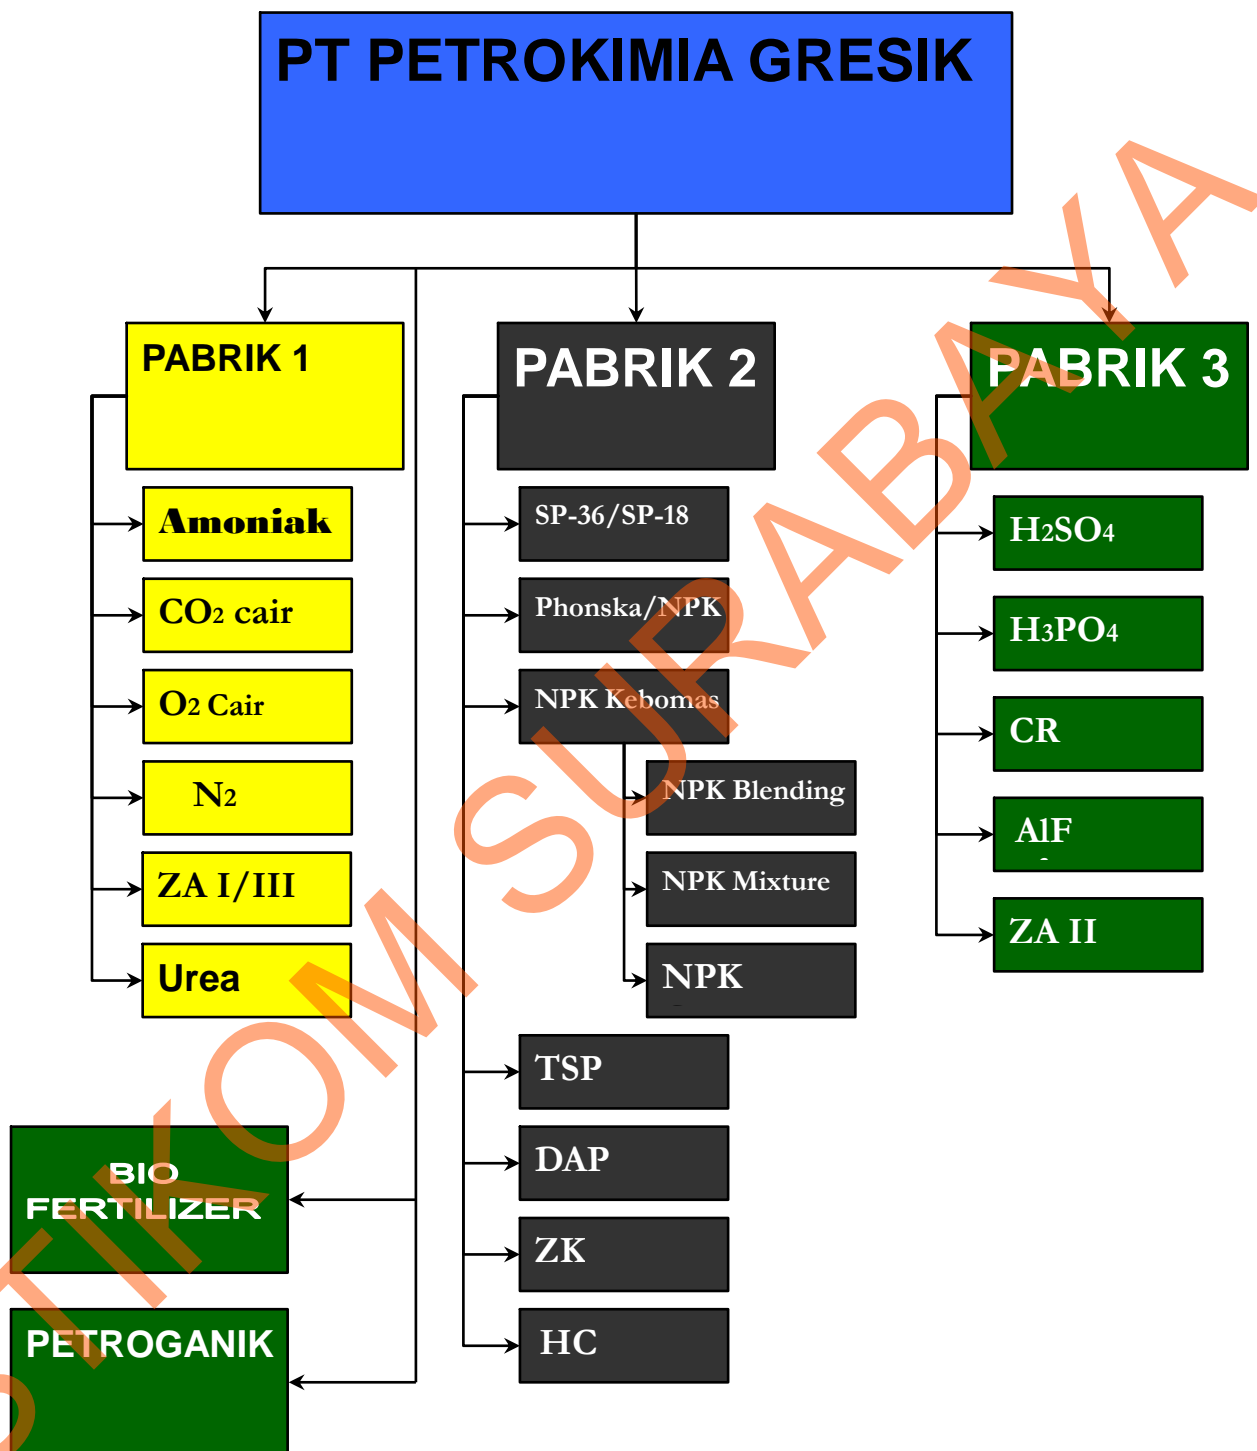 PT PETROKIMIA GRESIK
PABRIK 1
Amoniak
CO2 cair
O2 Cair
N2
ZA I/III
Urea
BIO
FERTILIZER
PETROGANIK
PABRIK 2
SP-36/SP-18
Phonska/NPK
NPK Kebomas
NPK Blending
NPK Mixture
NPK
TSP
DAP
ZK
HC
PABRIK 3
H2SO4
H3PO4
CR
AlF
ZA II
STIKOM SURABAYA